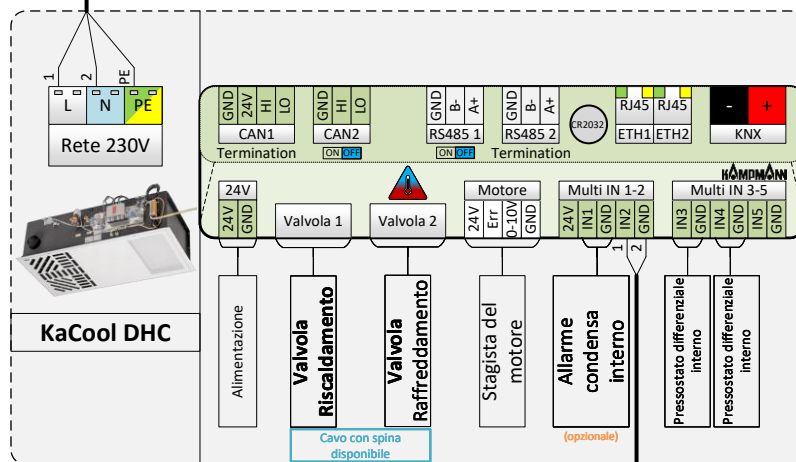 1
2
PE
L
N
PE
Rete 230V
KaCool DHC
GND
24V
HI
LO
CAN1
GND
HI
LO
CAN2
GND
B-
A+
RS485 1
GND
B-
A+
RS485 2
CR2032
RJ45
RJ45
ETH1
ETH2
-
+
KNX
Termination
ON OFF
ON OFF
Termination
KAMPMANN
24V
24V
GND
Valvola 1
Valvola 2
Motore
24V
Err
0-10V
GND
Multi IN 1-2
24V
IN1
GND
IN2
GND
Multi IN 3-5
IN3
GND
IN4
GND
IN5
GND
1
2
Alimentazione
Valvola
Riscaldamento
Valvola
Raffreddamento
Stagista del
motore
Allarme
condensa
interno
Pressostato differenziale
interno
Pressostato differenziale
interno
Cavo con spina
disponibile
(opzionale)